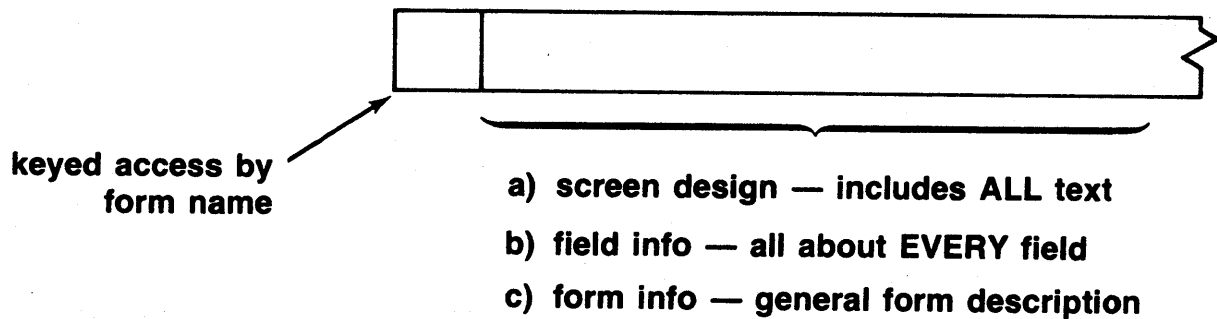 keyed access by
form name
a) screen design — includes ALL text
b) field info — all about EVERY field
c) form info — general form description